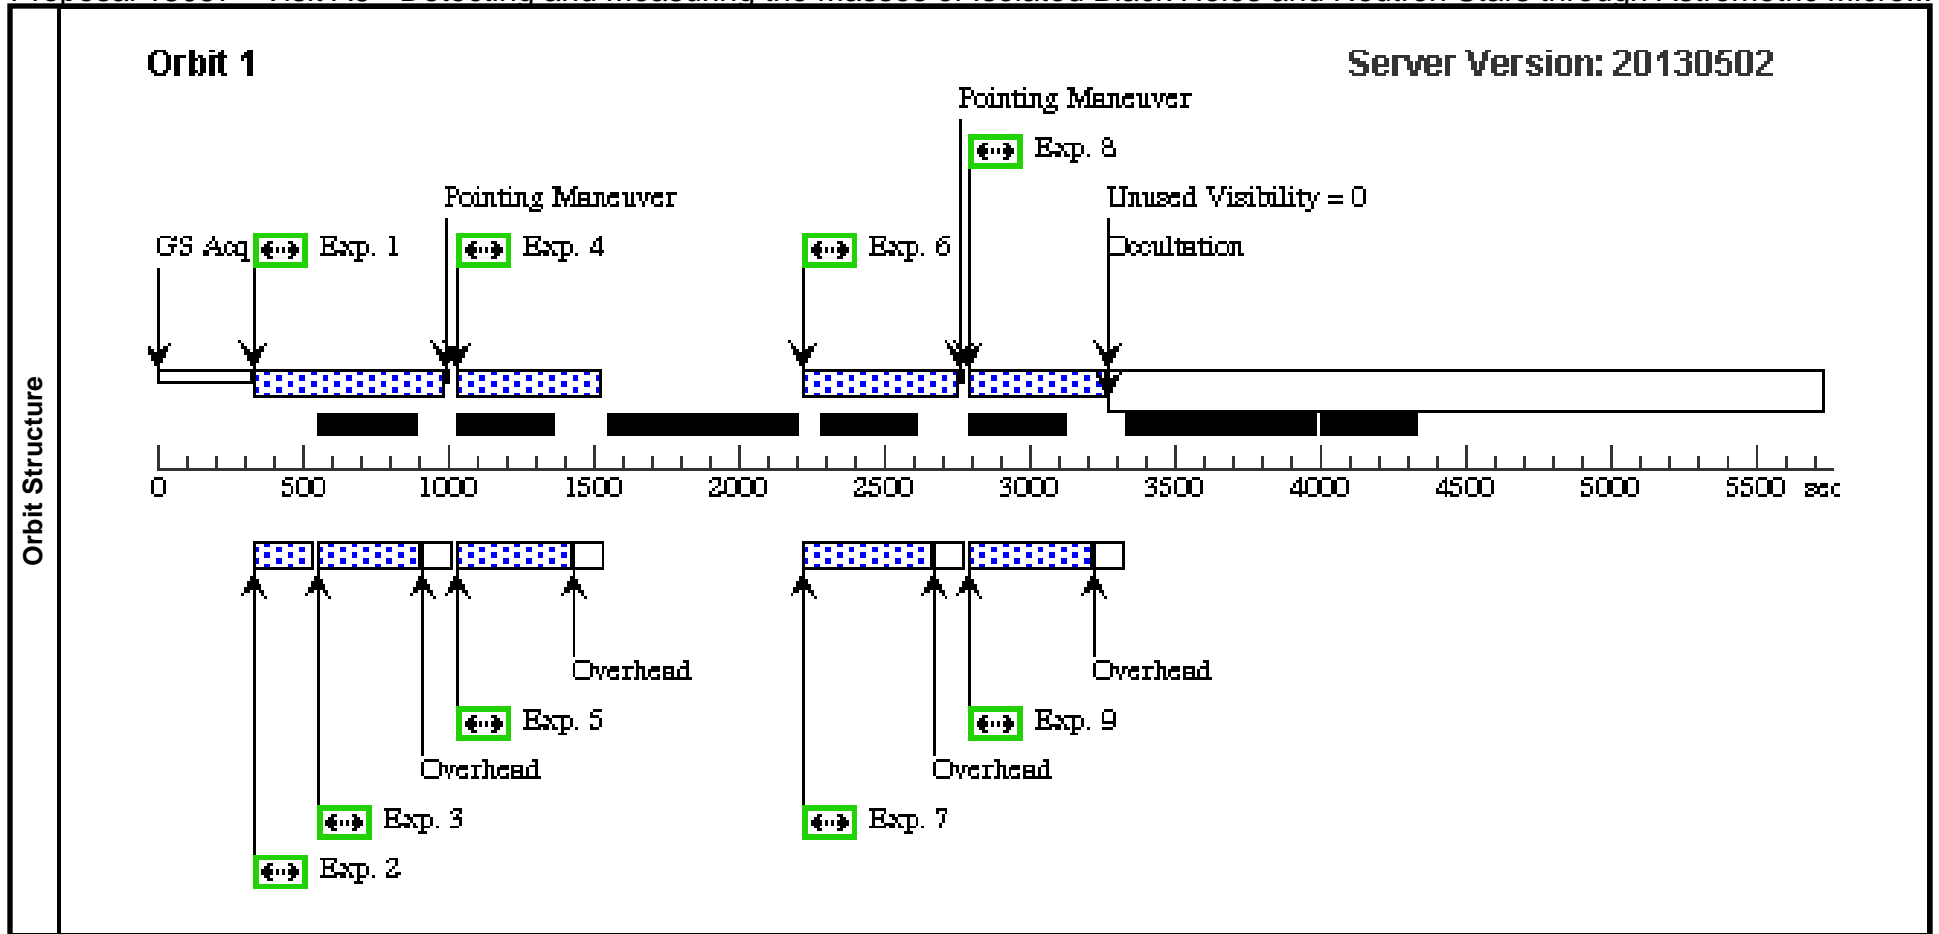 Orbit 1
Server Version: 20130502
Pointing Maneuver
Exp. 8
Pointing Maneuver
Unused Visibility = 0
GS Acq
Exp. 1
Exp. 4
Exp. 6
Occultation
Orbit Structure
0 500 1000 1500 2000 2500 3000 3500 4000 4500 5000 5500 sec
Overhead
Overhead
Exp. 5
Exp. 9
Overhead
Overhead
Exp. 3
Exp. 7
Exp. 2